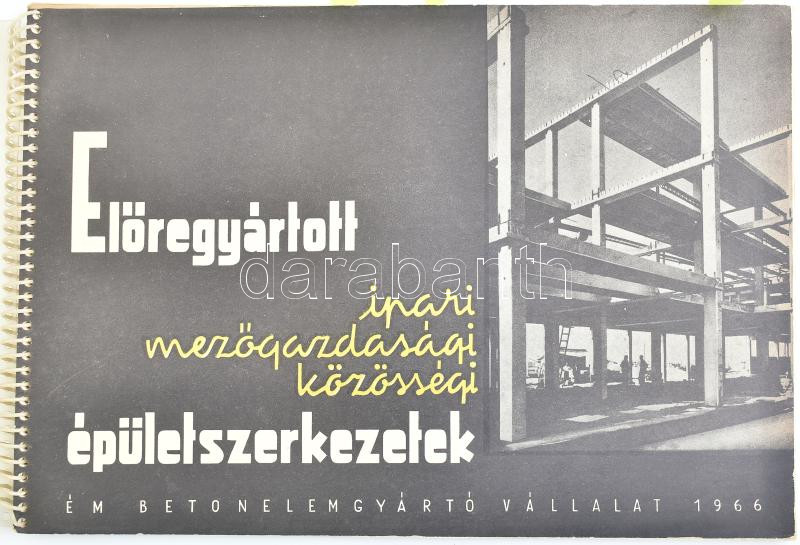 Előregyártott
ipari
mezőgazdasági
közösségi
épületszerkezetek
ÉM BETONELEMGYÁRTÓ VÁLLALAT 1966
darabanth